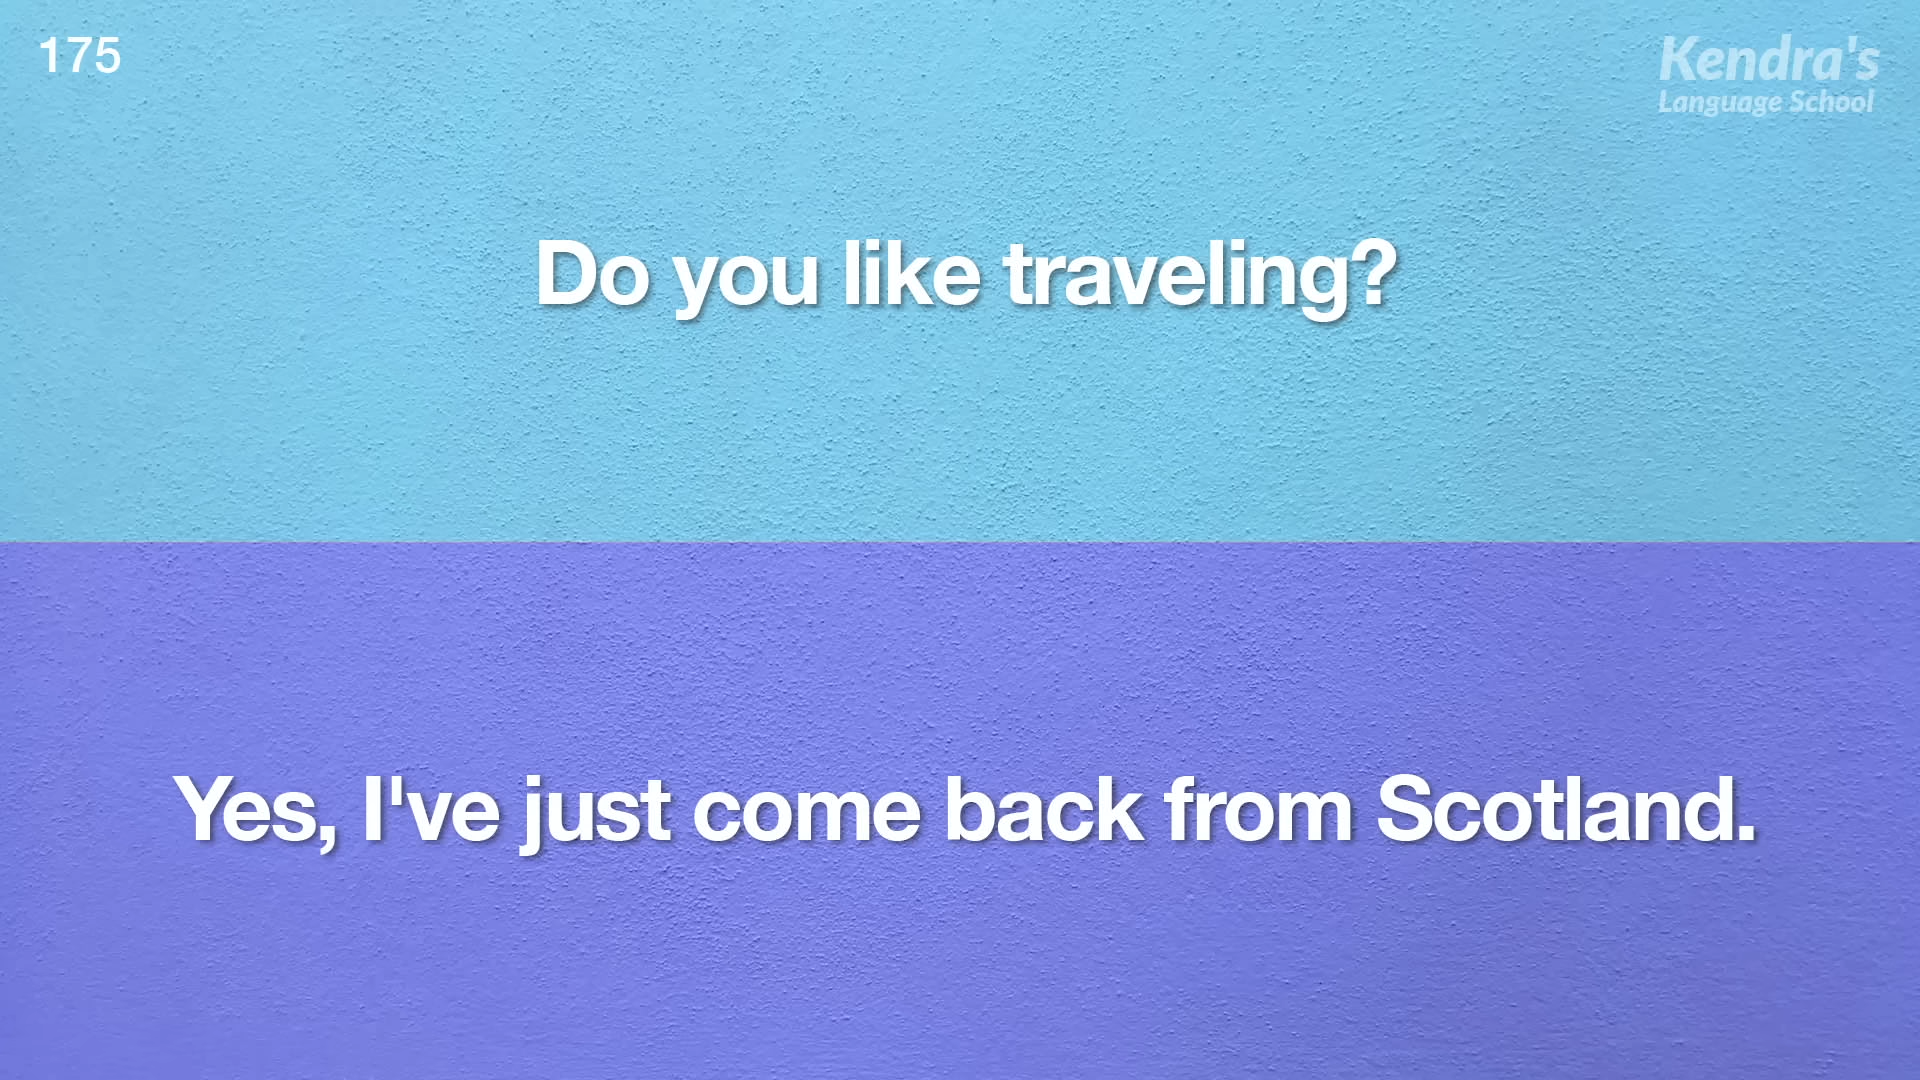 175
Kendra's
Language School
Do you like traveling?
Yes, I've just come back from Scotland.